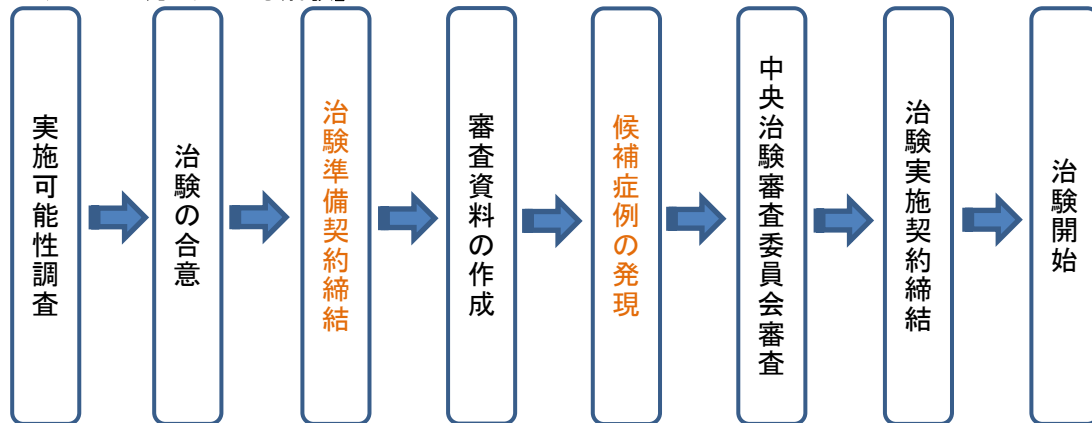 実施可能性調査
治験の合意
治験準備契約締結
審査資料の作成
候補症例の発現
中央治験審査委員会審査
治験実施契約締結
治験開始